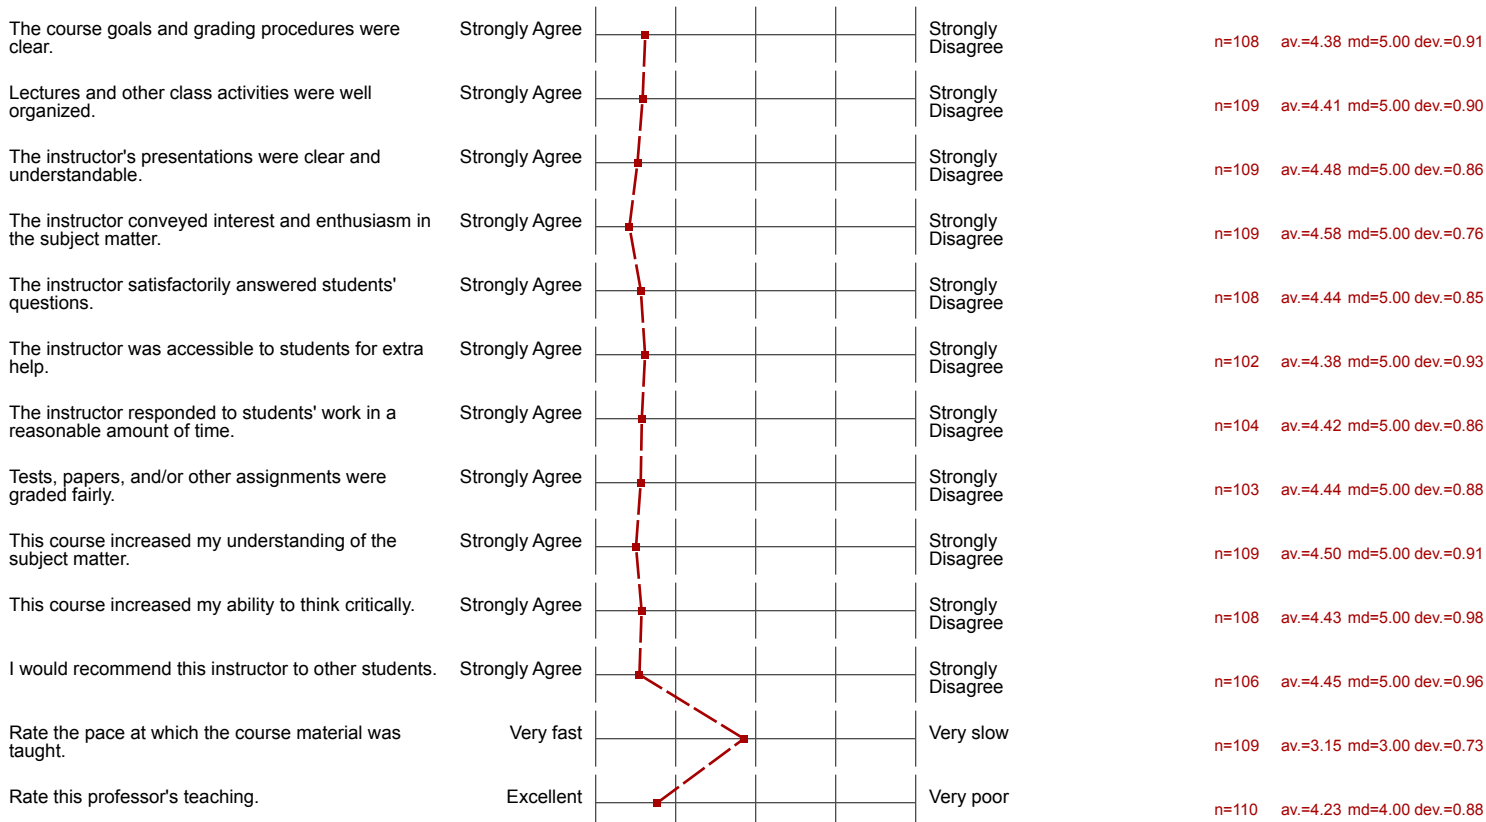 The course goals and grading procedures were
clear.
Strongly Agree
Strongly
Disagree
n=108 av.=4.38 md=5.00 dev.=0.91
Lectures and other class activities were well
organized.
Strongly Agree
Strongly
Disagree
n=109 av.=4.41 md=5.00 dev.=0.90
The instructor's presentations were clear and
understandable.
Strongly Agree
Strongly
Disagree
n=109 av.=4.48 md=5.00 dev.=0.86
The instructor conveyed interest and enthusiasm in
the subject matter.
Strongly Agree
Strongly
Disagree
n=109 av.=4.58 md=5.00 dev.=0.76
The instructor satisfactorily answered students'
questions.
Strongly Agree
Strongly
Disagree
n=108 av.=4.44 md=5.00 dev.=0.85
The instructor was accessible to students for extra
help.
Strongly Agree
Strongly
Disagree
n=102 av.=4.38 md=5.00 dev.=0.93
The instructor responded to students' work in a
reasonable amount of time.
Strongly Agree
Strongly
Disagree
n=104 av.=4.42 md=5.00 dev.=0.86
Tests, papers, and/or other assignments were
graded fairly.
Strongly Agree
Strongly
Disagree
n=103 av.=4.44 md=5.00 dev.=0.88
This course increased my understanding of the
subject matter.
Strongly Agree
Strongly
Disagree
n=109 av.=4.50 md=5.00 dev.=0.91
This course increased my ability to think critically.
Strongly Agree
Strongly
Disagree
n=108 av.=4.43 md=5.00 dev.=0.98
I would recommend this instructor to other students.
Strongly Agree
Strongly
Disagree
n=106 av.=4.45 md=5.00 dev.=0.96
Rate the pace at which the course material was
taught.
Very fast
Very slow
n=109 av.=3.15 md=3.00 dev.=0.73
Rate this professor's teaching.
Excellent
Very poor
n=110 av.=4.23 md=4.00 dev.=0.88